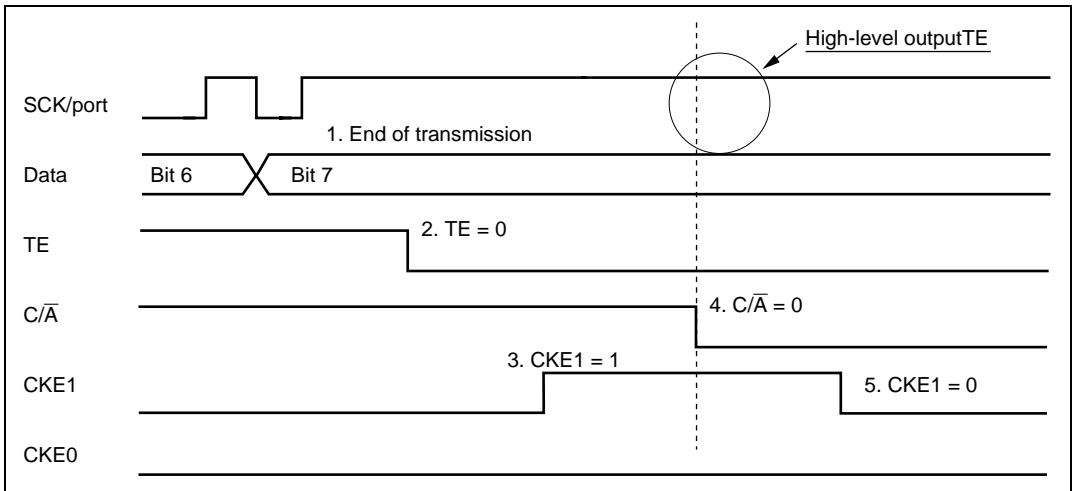 High-level outputTE
SCK/port
1. End of transmission
Data
Bit 6
Bit 7
TE
2. TE = 0
C/A̅
4. C/A̅ = 0
3. CKE1 = 1
CKE1
5. CKE1 = 0
CKE0